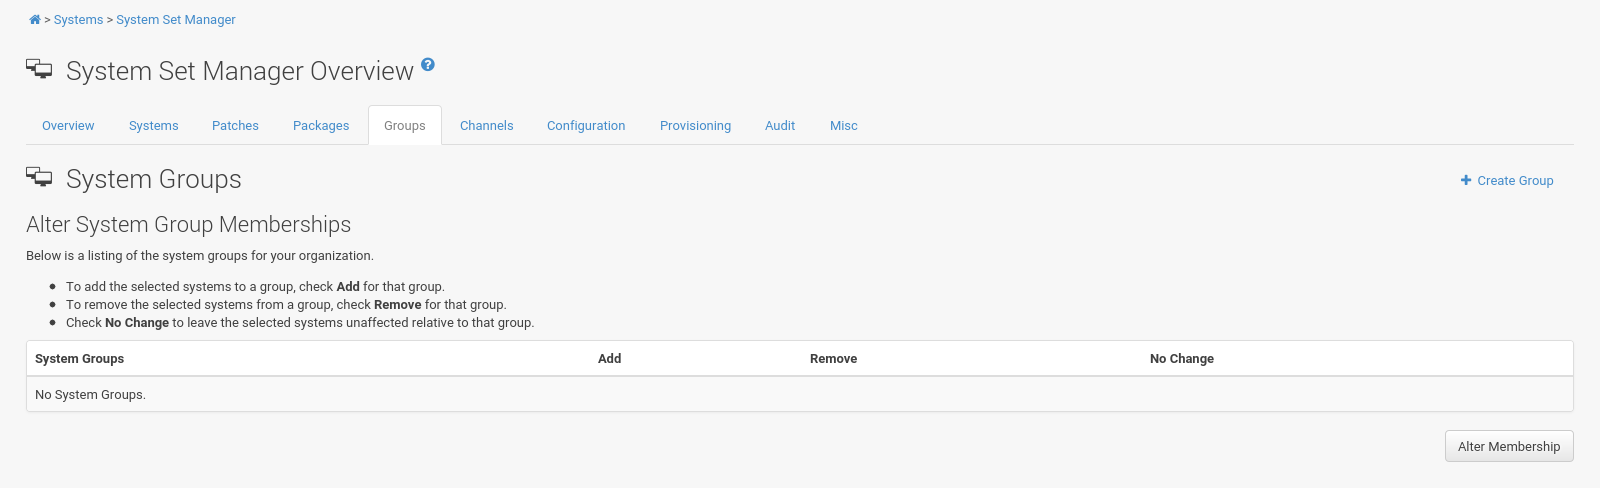 > Systems > System Set Manager
System Set Manager Overview ?
Overview Systems Patches Packages Groups Channels Configuration Provisioning Audit Misc
System Groups
Create Group
Alter System Group Memberships
Below is a listing of the system groups for your organization.
To add the selected systems to a group, check Add for that group.
To remove the selected systems from a group, check Remove for that group.
Check No Change to leave the selected systems unaffected relative to that group.
System Groups Add Remove No Change
No System Groups.
Alter Membership